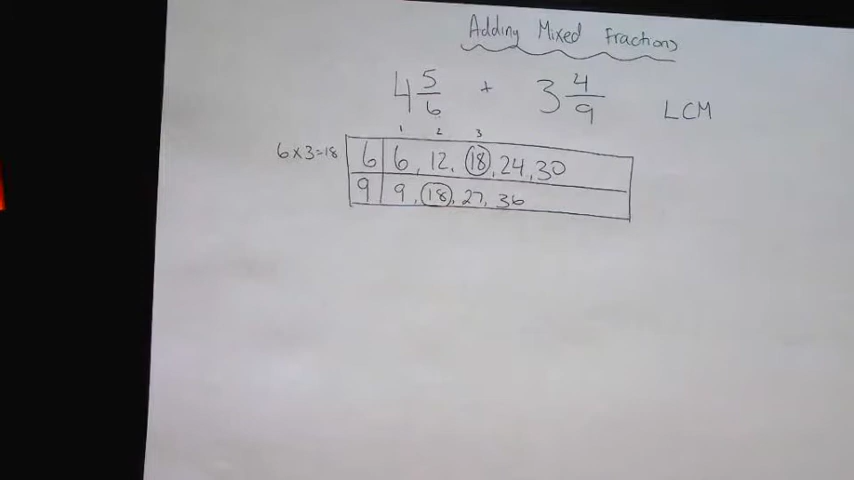 Adding Mixed Fractions
4 5/6 + 3 4/9 LCM
1 2 3
6x3=18 6 6, 12, 18, 24, 30
9 9, 18, 27, 36